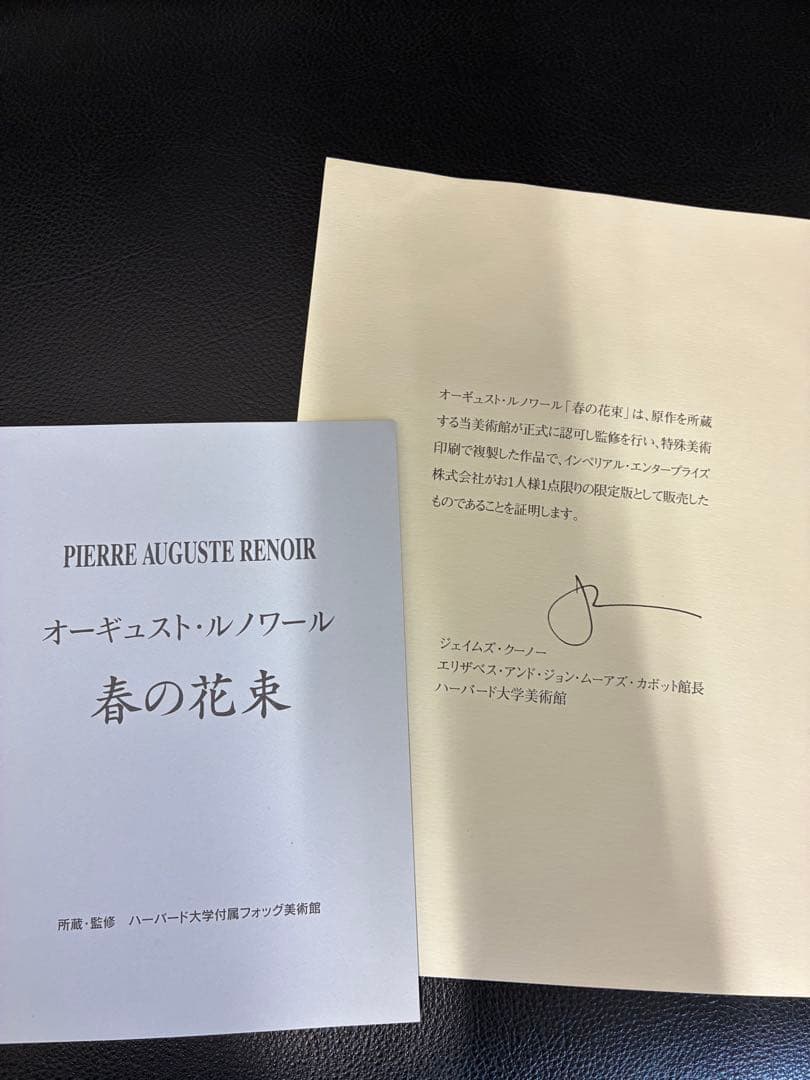 PIERRE AUGUSTE RENOIR
オーギュスト・ルノワール
春の花束
所蔵・監修　ハーバード大学付属フォッグ美術館
オーギュスト・ルノワール「春の花束」は、原作を所蔵
する当美術館が正式に認可し監修を行い、特殊美術
印刷で複製した作品で、インペリアル・エンタープライズ
株式会社がお1人様1点限りの限定版として販売した
ものであることを証明します。
ジェイムズ・クーノー
エリザベス・アンド・ジョン・ムーアズ・カボット館長
ハーバード大学美術館